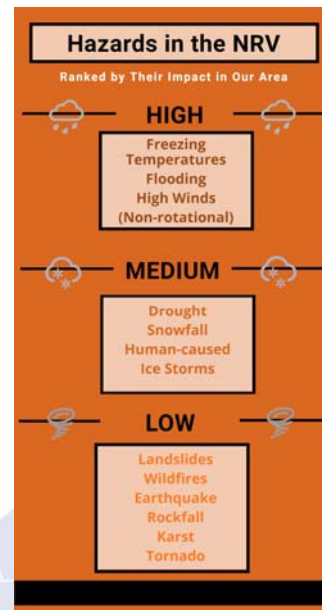 Hazards in the NRV
Ranked by Their Impact in Our Area
HIGH
Freezing
Temperatures
Flooding
High Winds
(Non-rotational)
MEDIUM
Drought
Snowfall
Human-caused
Ice Storms
LOW
Landslides
Wildfires
Earthquake
Rockfall
Karst
Tornado